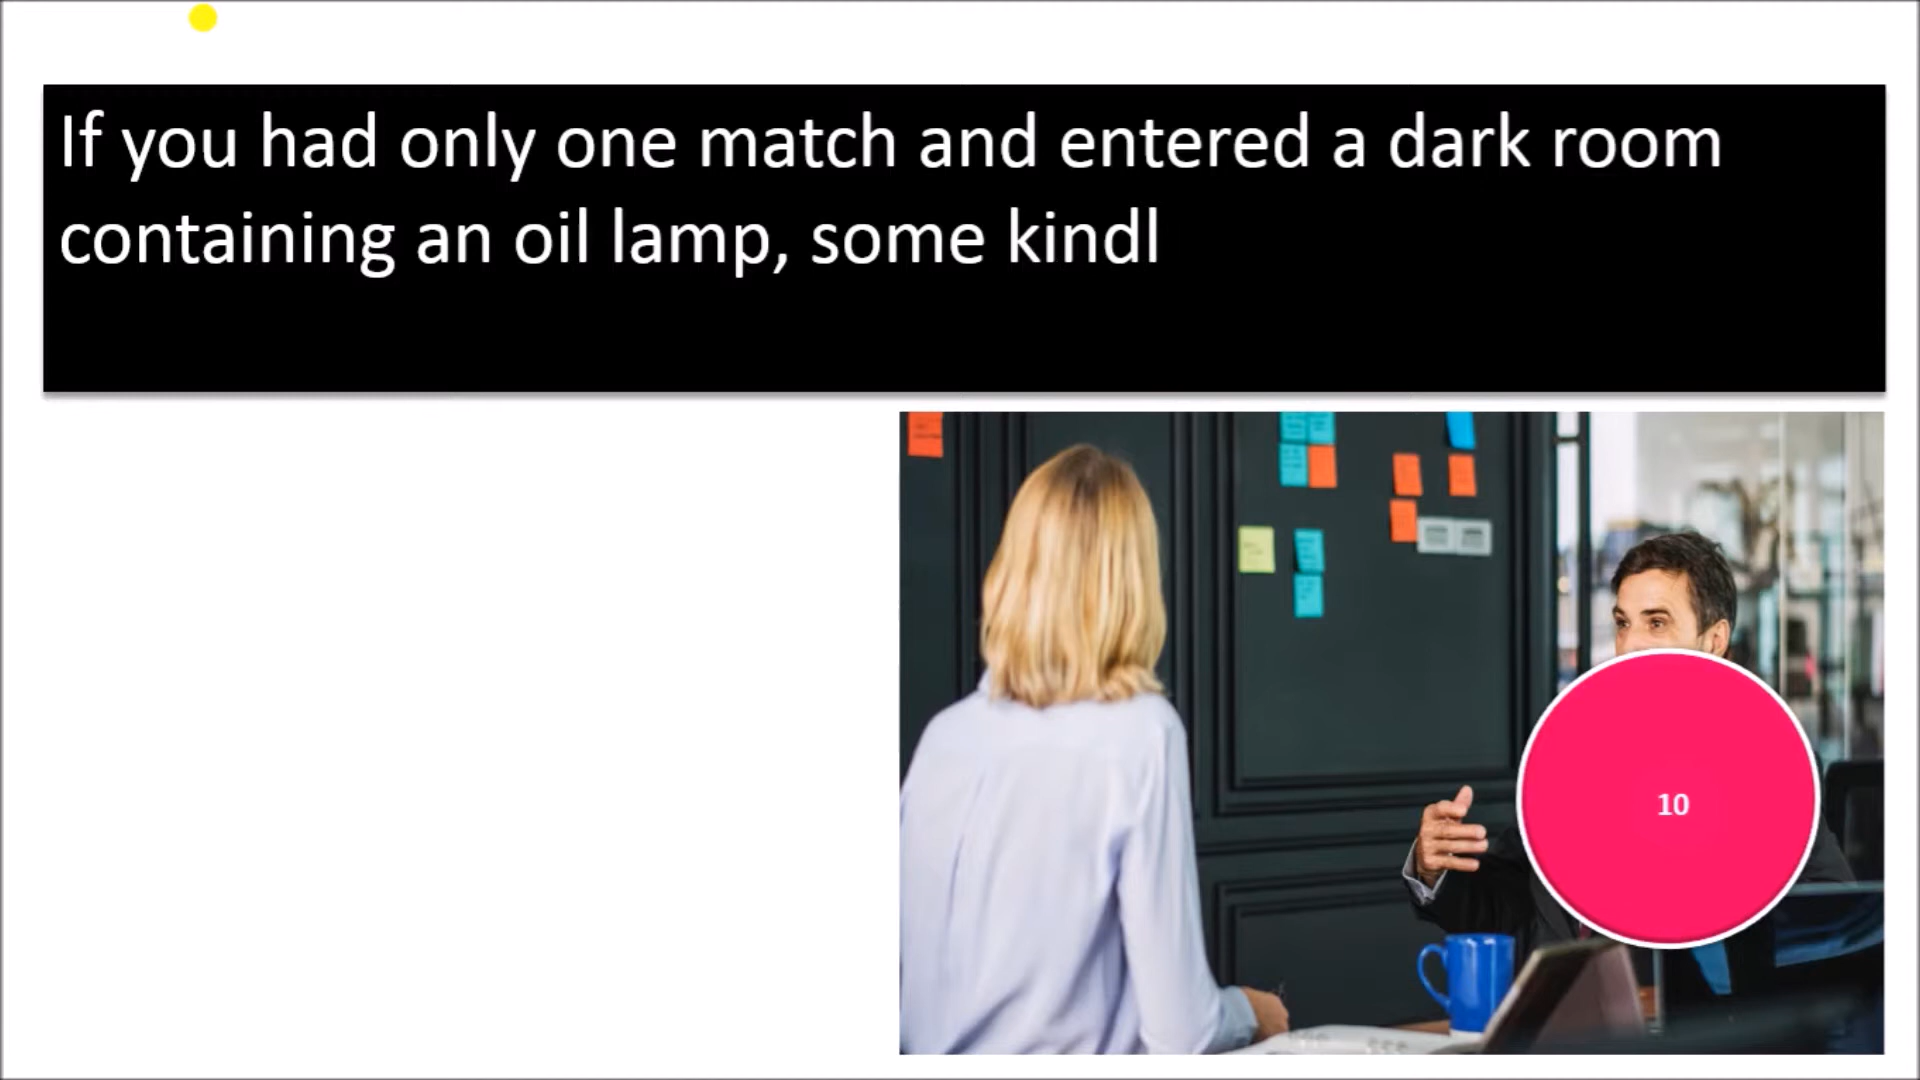 If you had only one match and entered a dark room
containing an oil lamp, some kindl
10